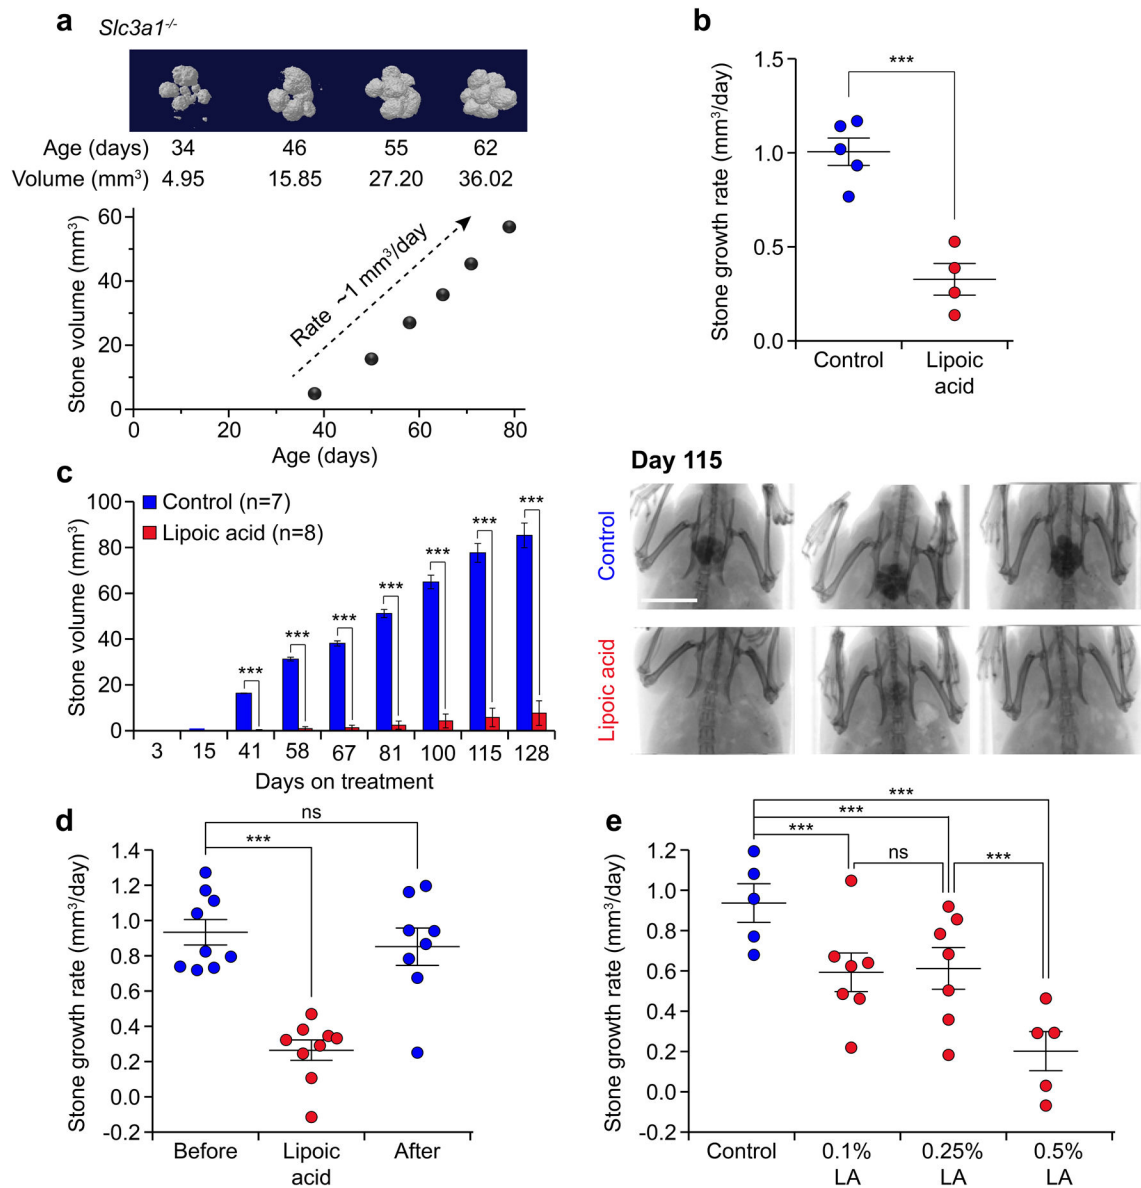 a Slc3a1-/-
Age (days) 34 46 55 62
Volume (mm³) 4.95 15.85 27.20 36.02
Stone volume (mm³)
60
40
20
0
Rate ~1 mm³/day
0 20 40 60 80
Age (days)
b
Stone growth rate (mm³/day)
1.5
1.0
0.5
0.0
***
Control Lipoic
acid
c
Stone volume (mm³)
100
80
60
40
20
0
Control (n=7)
Lipoic acid (n=8)
*** *** *** *** *** *** ***
3 15 41 58 67 81 100 115 128
Days on treatment
Day 115
Control
Lipoic acid
d
Stone growth rate (mm³/day)
1.4
1.2
1.0
0.8
0.6
0.4
0.2
0.0
-0.2
ns
***
Before Lipoic After
acid
e
Stone growth rate (mm³/day)
1.2
1.0
0.8
0.6
0.4
0.2
0.0
-0.2
***
***
*** ns ***
Control 0.1% 0.25% 0.5%
LA LA LA